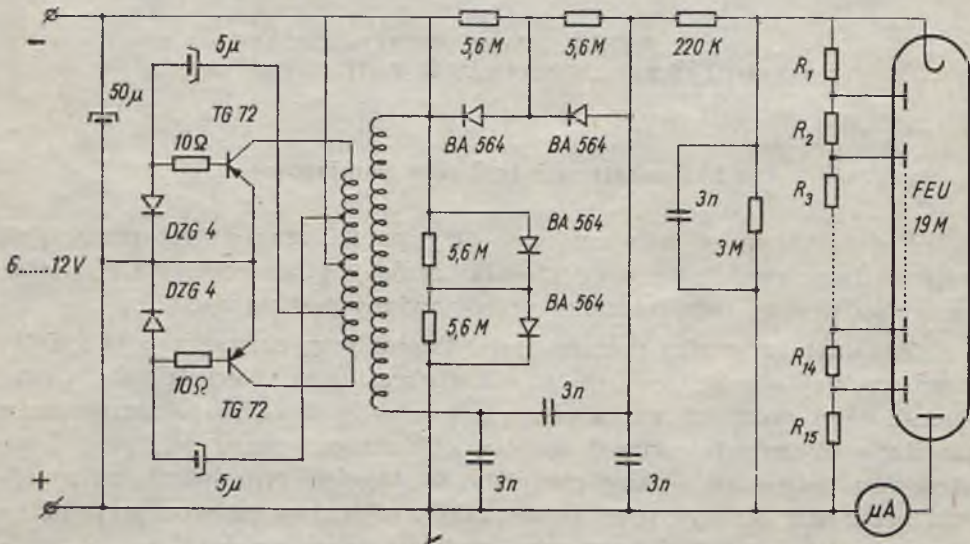 −
5,6 M
5,6 M
220 K
5µ
50µ
TG 72
10Ω
BA 564
BA 564
R1
R2
R3
FEU
19 M
3n
3 M
DZG 4
6......12V
DZG 4
5,6 M
BA 564
5,6 M
BA 564
10Ω
TG 72
R14
R15
3n
+
5µ
3n
3n
µA